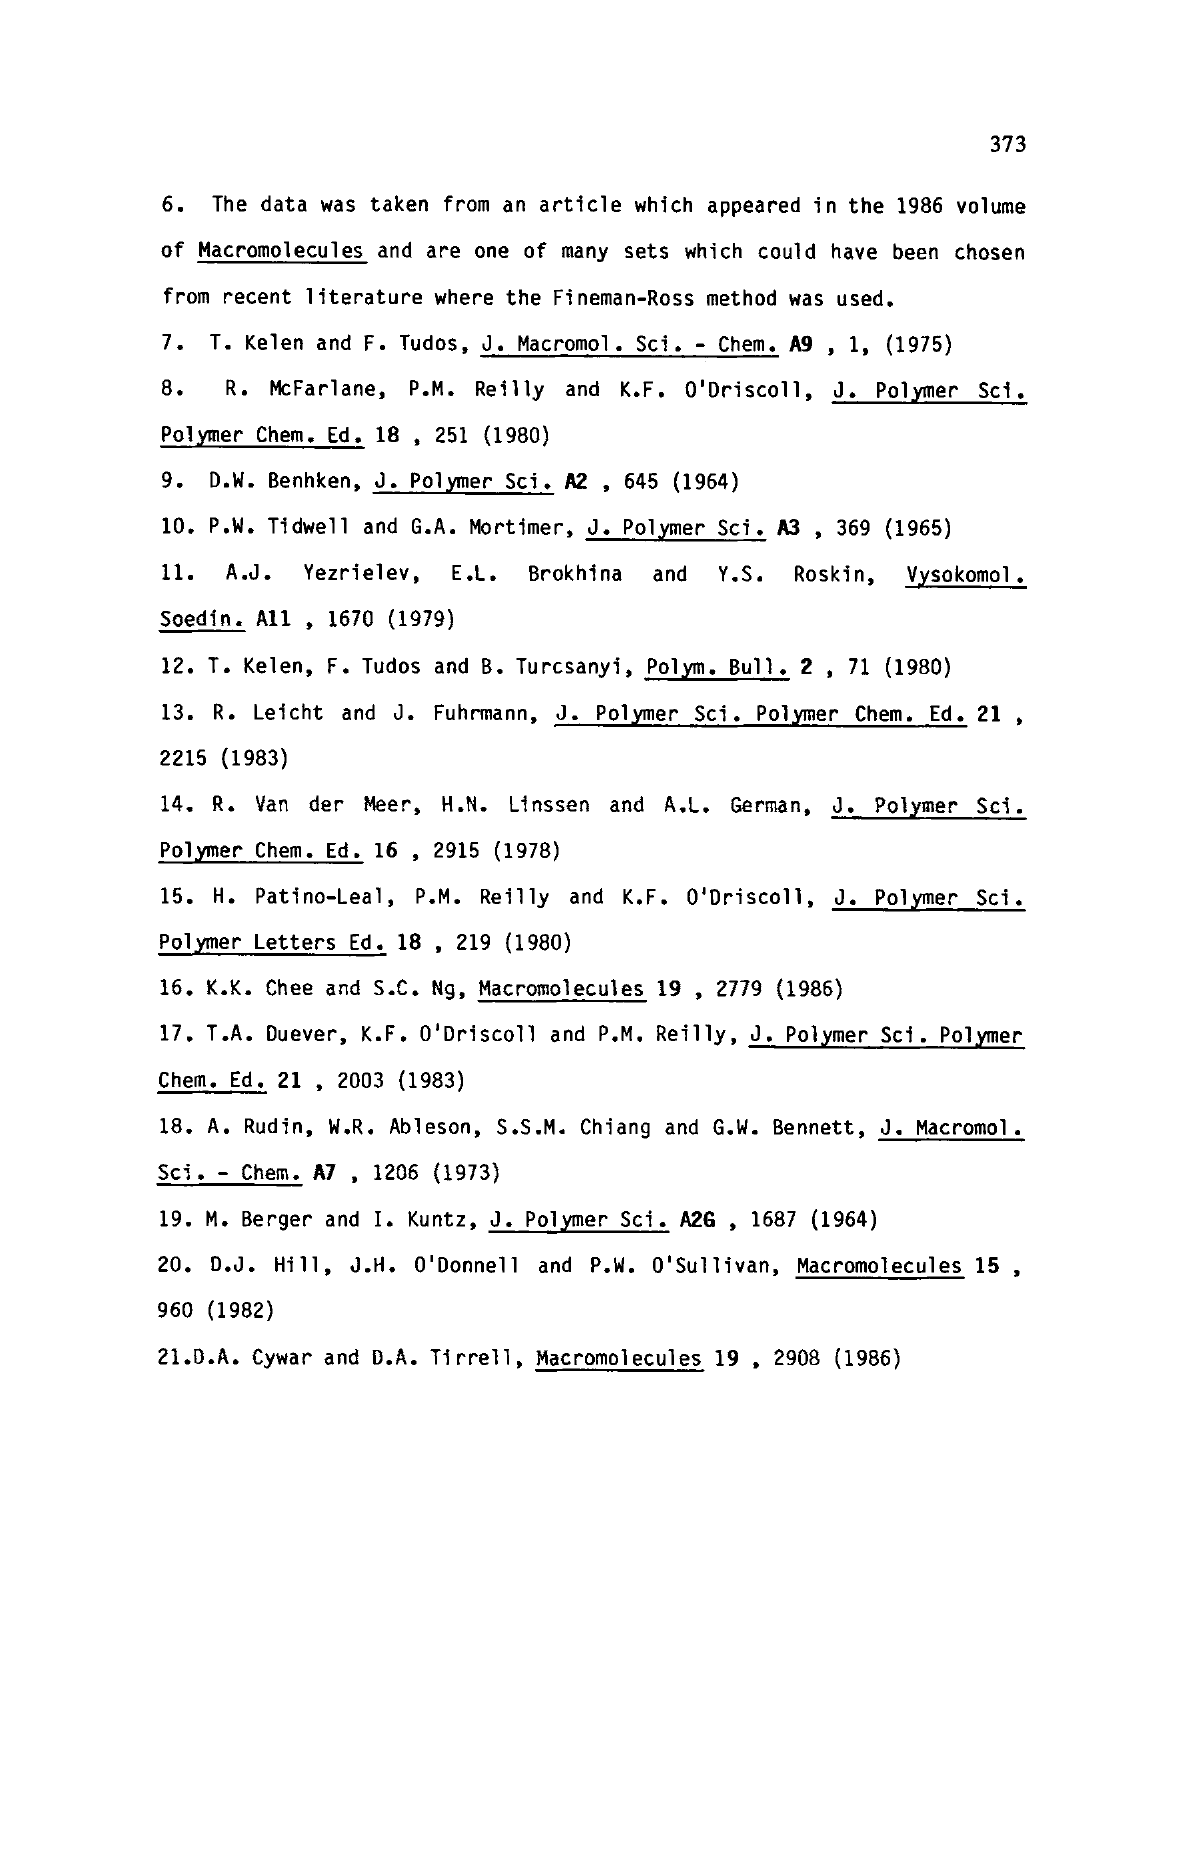 373
6. The data was taken from an article which appeared in the 1986 volume
of Macromolecules and are one of many sets which could have been chosen
from recent literature where the Fineman-Ross method was used.
7. T. Kelen and F. Tudos, J. Macromol. Sci. - Chem. A9 , 1, (1975)
8. R. McFarlane, P.M. Reilly and K.F. O'Driscoll, J. Polymer Sci.
Polymer Chem. Ed. 18 , 251 (1980)
9. D.W. Benhken, J. Polymer Sci. A2 , 645 (1964)
10. P.W. Tidwell and G.A. Mortimer, J. Polymer Sci. A3 , 369 (1965)
11. A.J. Yezrielev, E.L. Brokhina and Y.S. Roskin, Vysokomol.
Soedin. A11 , 1670 (1979)
12. T. Kelen, F. Tudos and B. Turcsanyi, Polym. Bull. 2 , 71 (1980)
13. R. Leicht and J. Fuhrmann, J. Polymer Sci. Polymer Chem. Ed. 21 ,
2215 (1983)
14. R. Van der Meer, H.N. Linssen and A.L. German, J. Polymer Sci.
Polymer Chem. Ed. 16 , 2915 (1978)
15. H. Patino-Leal, P.M. Reilly and K.F. O'Driscoll, J. Polymer Sci.
Polymer Letters Ed. 18 , 219 (1980)
16. K.K. Chee and S.C. Ng, Macromolecules 19 , 2779 (1986)
17. T.A. Duever, K.F. O'Driscoll and P.M. Reilly, J. Polymer Sci. Polymer
Chem. Ed. 21 , 2003 (1983)
18. A. Rudin, W.R. Ableson, S.S.M. Chiang and G.W. Bennett, J. Macromol.
Sci. - Chem. A7 , 1206 (1973)
19. M. Berger and I. Kuntz, J. Polymer Sci. A2G , 1687 (1964)
20. D.J. Hill, J.H. O'Donnell and P.W. O'Sullivan, Macromolecules 15 ,
960 (1982)
21.D.A. Cywar and D.A. Tirrell, Macromolecules 19 , 2908 (1986)